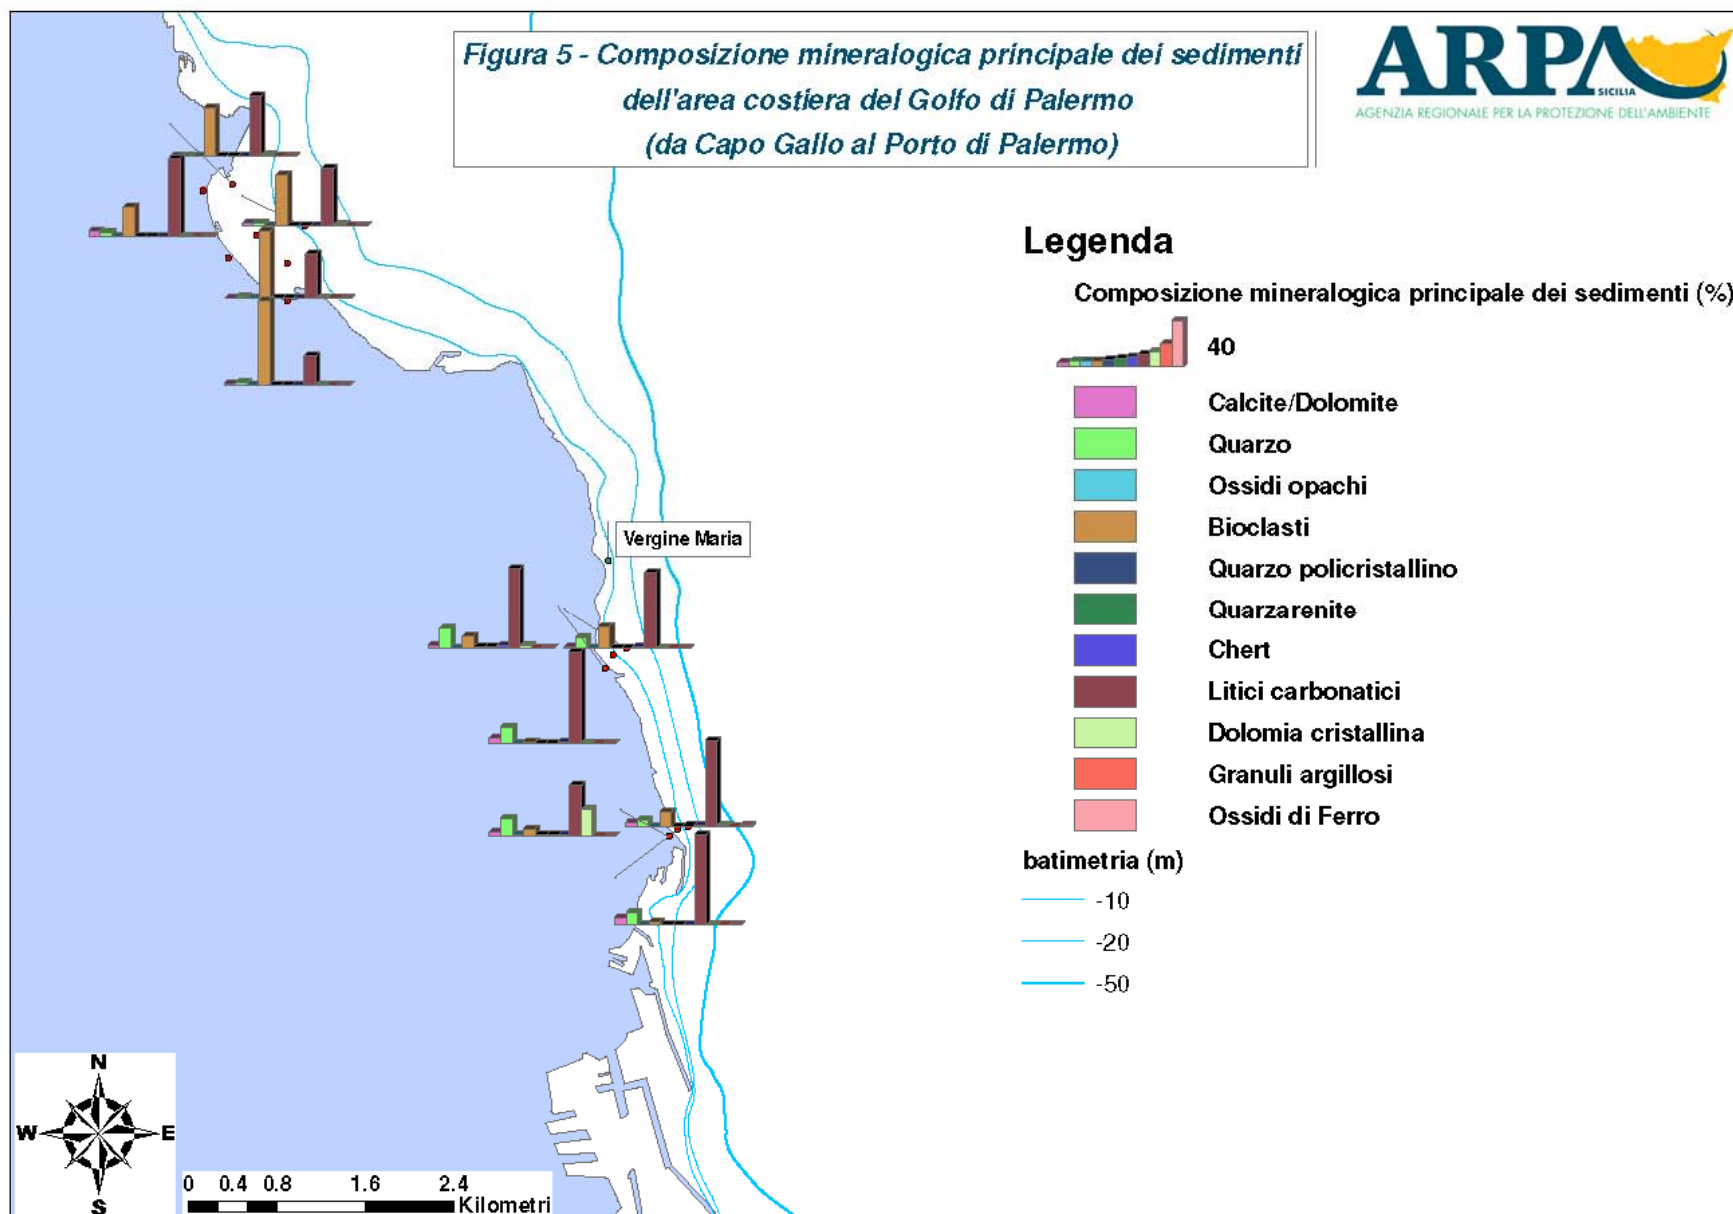 Figura 5 - Composizione mineralogica principale dei sedimenti
dell'area costiera del Golfo di Palermo
(da Capo Gallo al Porto di Palermo)
ARPA
SICILIA
AGENZIA REGIONALE PER LA PROTEZIONE DELL'AMBIENTE
Legenda
Composizione mineralogica principale dei sedimenti (%)
40
Calcite/Dolomite
Quarzo
Ossidi opachi
Bioclasti
Quarzo policristallino
Quarzarenite
Chert
Litici carbonatici
Dolomia cristallina
Granuli argillosi
Ossidi di Ferro
batimetria (m)
-10
-20
-50
Vergine Maria
N
W E
S
0 0.4 0.8 1.6 2.4
Kilometri